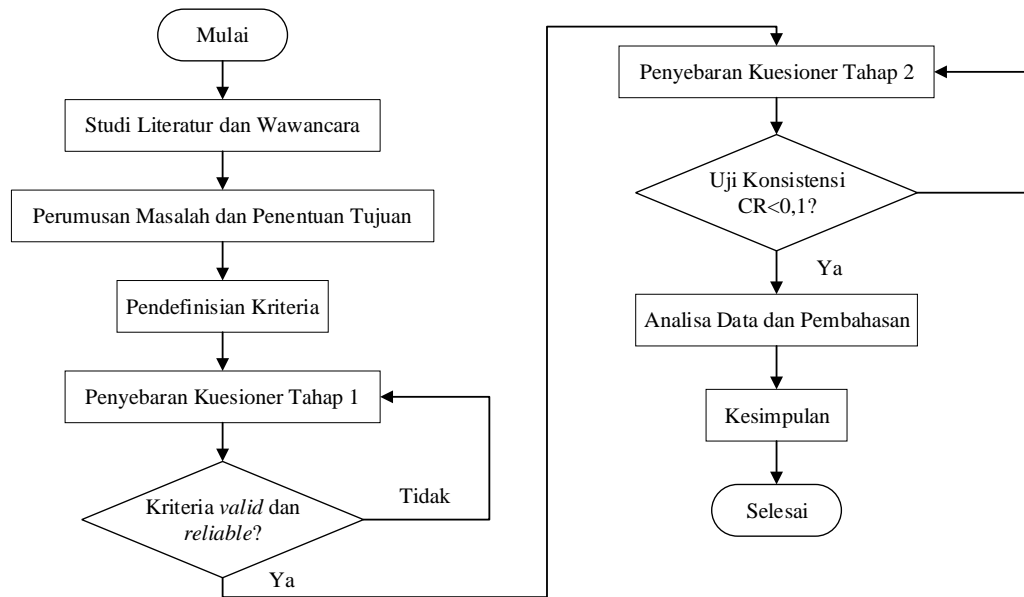 Mulai
Studi Literatur dan Wawancara
Perumusan Masalah dan Penentuan Tujuan
Pendefinisian Kriteria
Penyebaran Kuesioner Tahap 1
Kriteria valid dan
reliable?
Tidak
Ya
Penyebaran Kuesioner Tahap 2
Uji Konsistensi
CR<0,1?
Ya
Analisa Data dan Pembahasan
Kesimpulan
Selesai